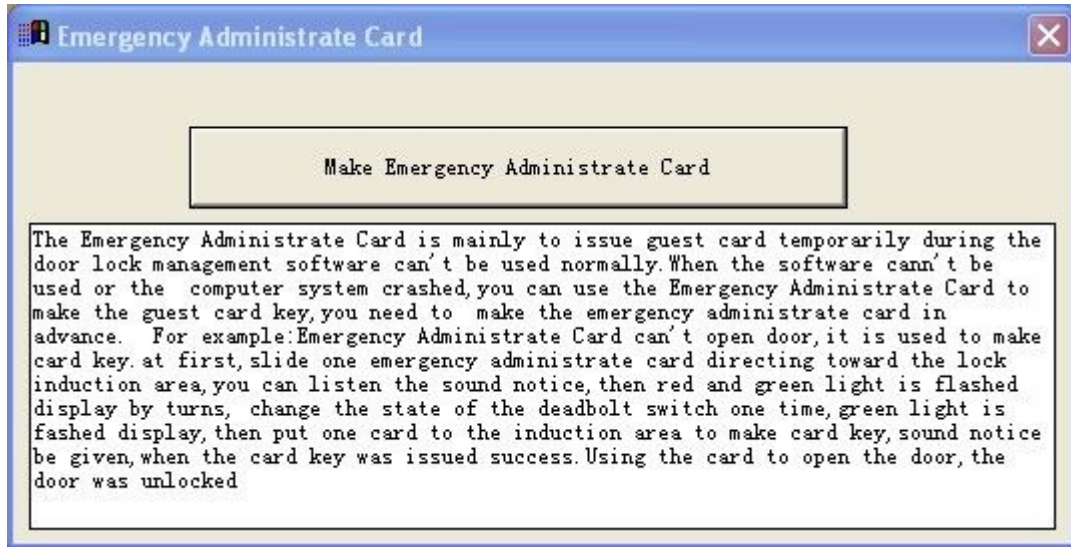 Emergency Administrate Card
Make Emergency Administrate Card
The Emergency Administrate Card is mainly to issue guest card temporarily during the
door lock management software can't be used normally.When the software cann't be
used or the  computer system crashed,you can use the Emergency Administrate Card to
make the guest card key,you need to  make the emergency administrate card in
advance.  For example:Emergency Administrate Card can't open door,it is used to make
card key.at first,slide one emergency administrate card directing toward the lock
induction area,you can listen the sound notice,then red and green light is flashed
display by turns, change the state of the deadbolt switch one time,green light is
fashed display,then put one card to the induction area to make card key,sound notice
be given,when the card key was issued success.Using the card to open the door,the
door was unlocked